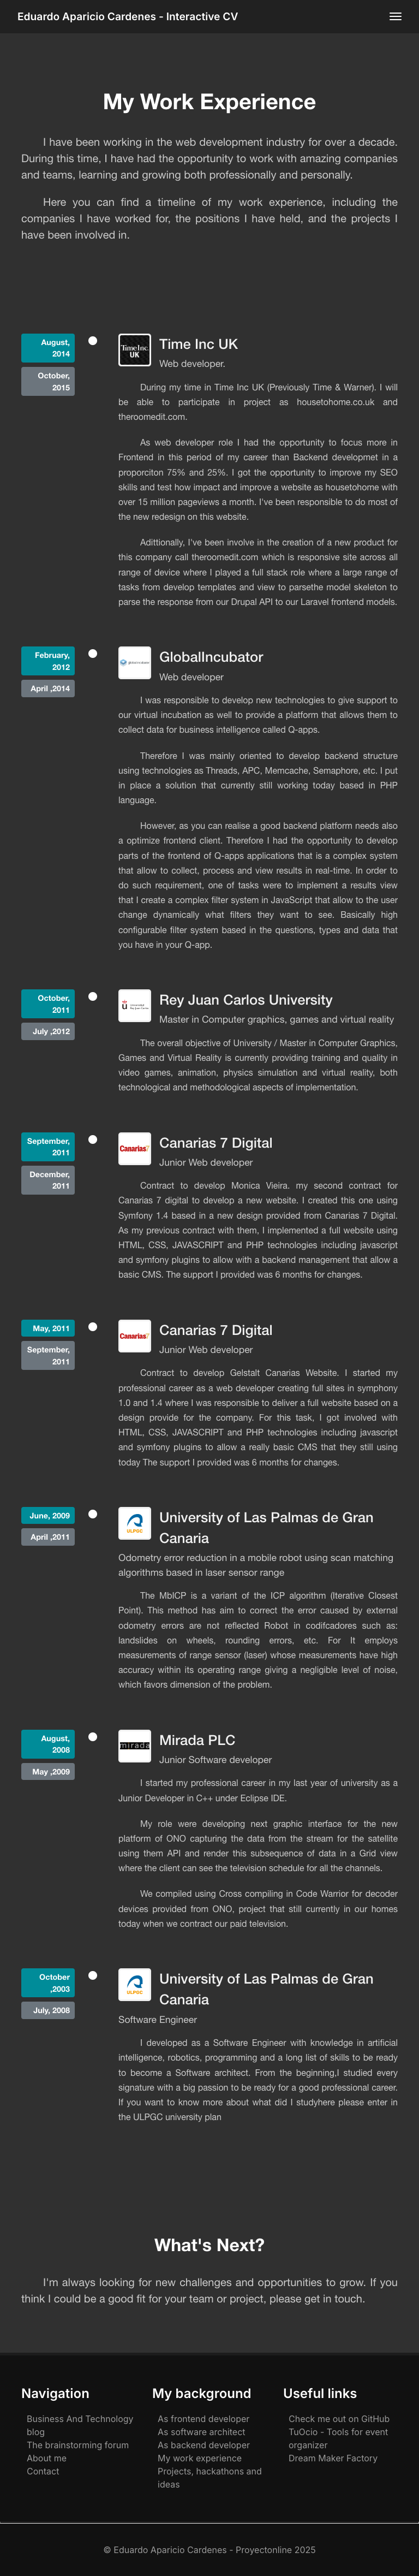 Eduardo Aparicio Cardenes - Interactive CV
My Work Experience
I have been working in the web development industry for over a decade.
During this time, I have had the opportunity to work with amazing companies
and teams, learning and growing both professionally and personally.
Here you can find a timeline of my work experience, including the
companies I have worked for, the positions I have held, and the projects I
have been involved in.
August,
2014
October,
2015
TimeInc.
UK
Time Inc UK
Web developer.
During my time in Time Inc UK (Previously Time & Warner). I will
be able to participate in project as housetohome.co.uk and
theroomedit.com.
As web developer role I had the opportunity to focus more in
Frontend in this period of my career than Backend developmet in a
proporciton 75% and 25%. I got the opportunity to improve my SEO
skills and test how impact and improve a website as housetohome with
over 15 million pageviews a month. I've been responsible to do most of
the new redesign on this website.
Adittionally, I've been involve in the creation of a new product for
this company call theroomedit.com which is responsive site across all
range of device where I played a full stack role where a large range of
tasks from develop templates and view to parsethe model skeleton to
parse the response from our Drupal API to our Laravel frontend models.
February,
2012
April ,2014
GlobalIncubator
Web developer
I was responsible to develop new technologies to give support to
our virtual incubation as well to provide a platform that allows them to
collect data for business intelligence called Q-apps.
Therefore I was mainly oriented to develop backend structure
using technologies as Threads, APC, Memcache, Semaphore, etc. I put
in place a solution that currently still working today based in PHP
language.
However, as you can realise a good backend platform needs also
a optimize frontend client. Therefore I had the opportunity to develop
parts of the frontend of Q-apps applications that is a complex system
that allow to collect, process and view results in real-time. In order to
do such requirement, one of tasks were to implement a results view
that I create a complex filter system in JavaScript that allow to the user
change dynamically what filters they want to see. Basically high
configurable filter system based in the questions, types and data that
you have in your Q-app.
October,
2011
July ,2012
Rey Juan Carlos University
Master in Computer graphics, games and virtual reality
The overall objective of University / Master in Computer Graphics,
Games and Virtual Reality is currently providing training and quality in
video games, animation, physics simulation and virtual reality, both
technological and methodological aspects of implementation.
September,
2011
December,
2011
Canarias7
Canarias 7 Digital
Junior Web developer
Contract to develop Monica Vieira. my second contract for
Canarias 7 digital to develop a new website. I created this one using
Symfony 1.4 based in a new design provided from Canarias 7 Digital.
As my previous contract with them, I implemented a full website using
HTML, CSS, JAVASCRIPT and PHP technologies including javascript
and symfony plugins to allow with a backend management that allow a
basic CMS. The support I provided was 6 months for changes.
May, 2011
September,
2011
Canarias7
Canarias 7 Digital
Junior Web developer
Contract to develop Gelstalt Canarias Website. I started my
professional career as a web developer creating full sites in symphony
1.0 and 1.4 where I was responsible to deliver a full website based on a
design provide for the company. For this task, I got involved with
HTML, CSS, JAVASCRIPT and PHP technologies including javascript
and symfony plugins to allow a really basic CMS that they still using
today The support I provided was 6 months for changes.
June, 2009
April ,2011
ULPGC
University of Las Palmas de Gran
Canaria
Odometry error reduction in a mobile robot using scan matching
algorithms based in laser sensor range
The MbICP is a variant of the ICP algorithm (Iterative Closest
Point). This method has aim to correct the error caused by external
odometry errors are not reflected Robot in codifcadores such as:
landslides on wheels, rounding errors, etc. For It employs
measurements of range sensor (laser) whose measurements have high
accuracy within its operating range giving a negligible level of noise,
which favors dimension of the problem.
August,
2008
May ,2009
mirada
Mirada PLC
Junior Software developer
I started my professional career in my last year of university as a
Junior Developer in C++ under Eclipse IDE.
My role were developing next graphic interface for the new
platform of ONO capturing the data from the stream for the satellite
using them API and render this subsequence of data in a Grid view
where the client can see the television schedule for all the channels.
We compiled using Cross compiling in Code Warrior for decoder
devices provided from ONO, project that still currently in our homes
today when we contract our paid television.
October
,2003
July, 2008
ULPGC
University of Las Palmas de Gran
Canaria
Software Engineer
I developed as a Software Engineer with knowledge in artificial
intelligence, robotics, programming and a long list of skills to be ready
to become a Software architect. From the beginning,I studied every
signature with a big passion to be ready for a good professional career.
If you want to know more about what did I studyhere please enter in
the ULPGC university plan
What's Next?
I'm always looking for new challenges and opportunities to grow. If you
think I could be a good fit for your team or project, please get in touch.
Navigation
Business And Technology
blog
The brainstorming forum
About me
Contact
My background
As frontend developer
As software architect
As backend developer
My work experience
Projects, hackathons and
ideas
Useful links
Check me out on GitHub
TuOcio - Tools for event
organizer
Dream Maker Factory
© Eduardo Aparicio Cardenes - Proyectonline 2025